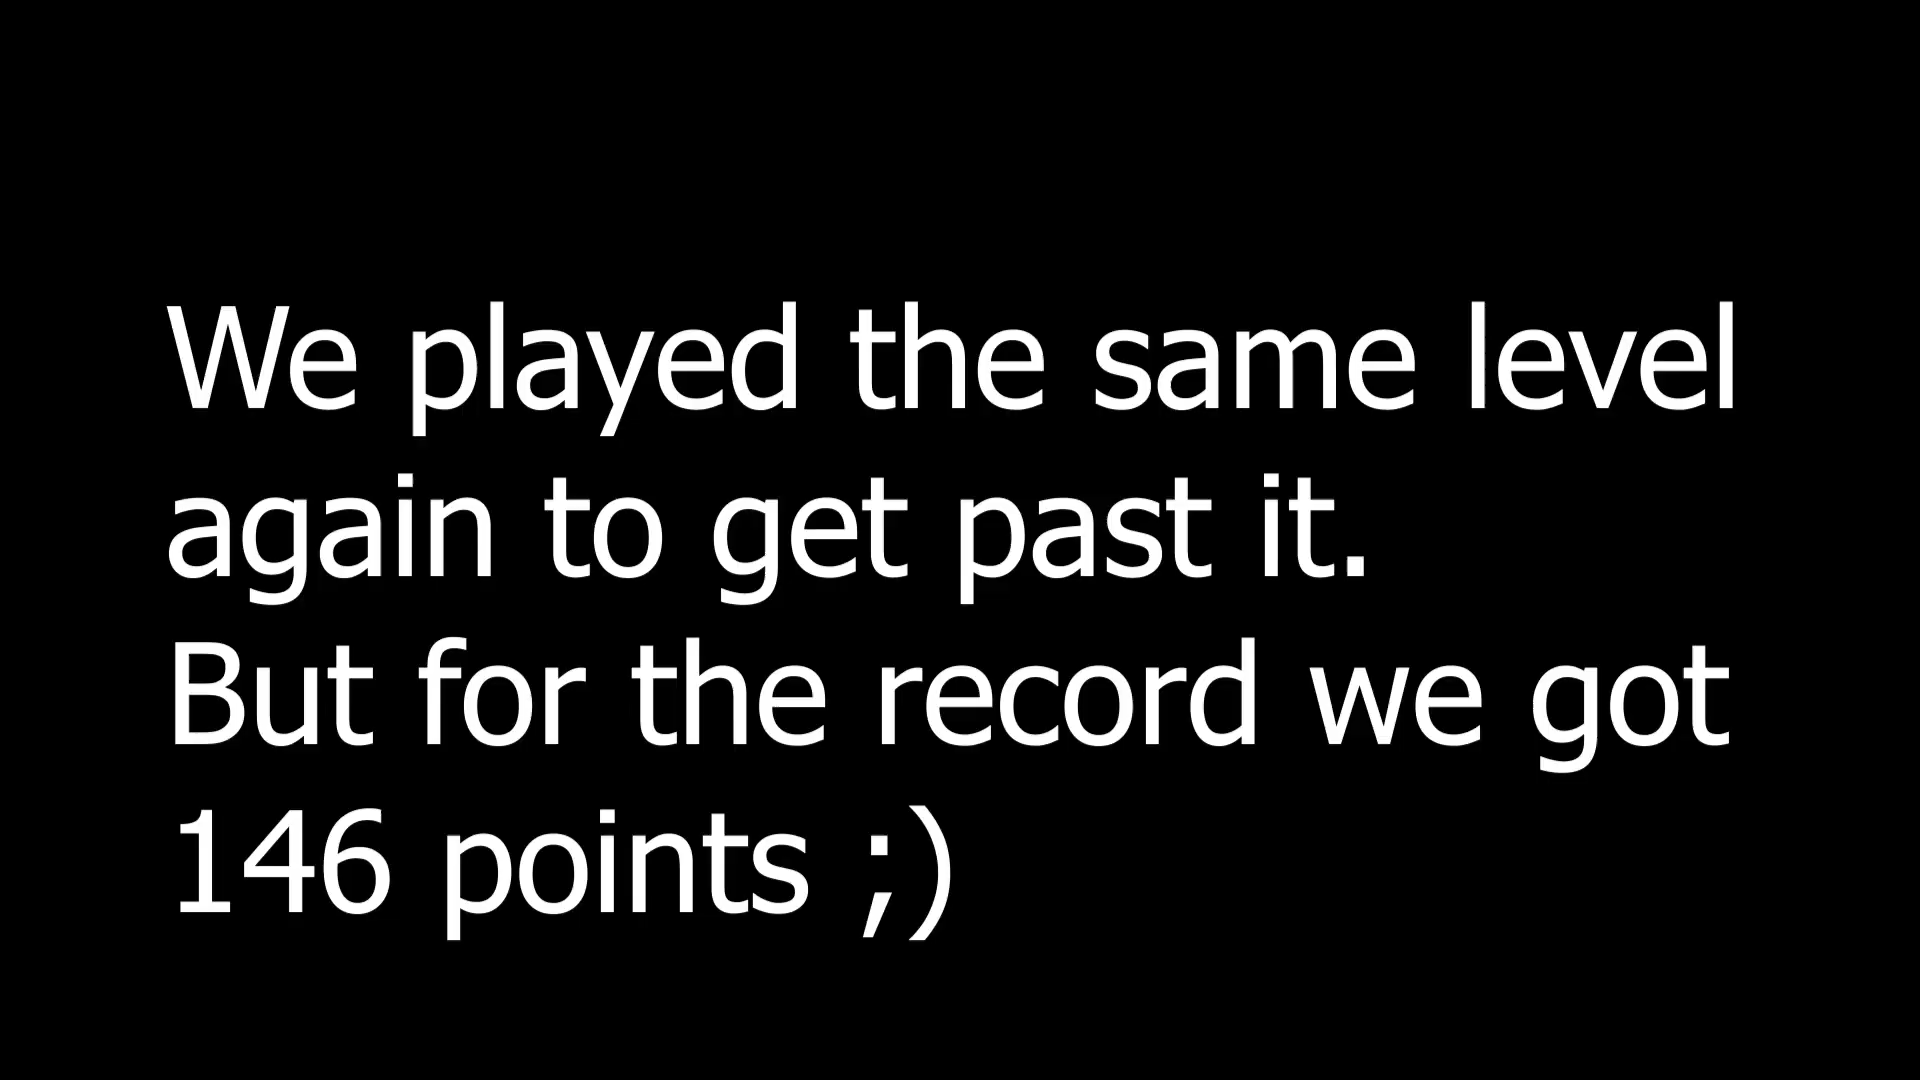 We played the same level
again to get past it.
But for the record we got
146 points ;)